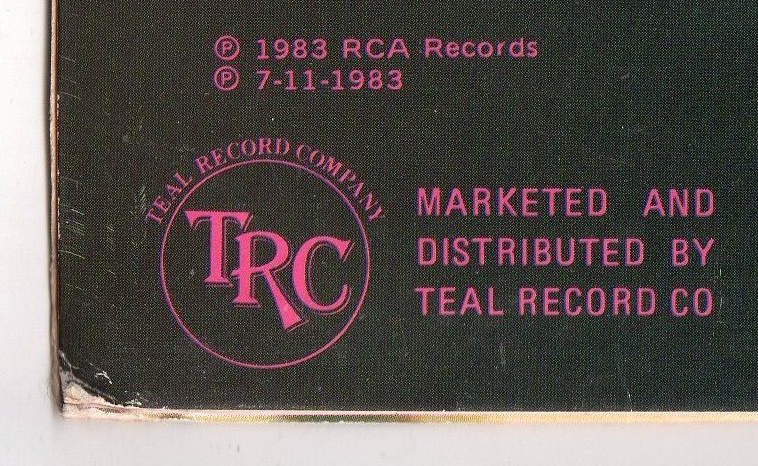 ℗ 1983 RCA Records
℗ 7-11-1983
TEAL RECORD COMPANY
TRC
MARKETED AND
DISTRIBUTED BY
TEAL RECORD CO